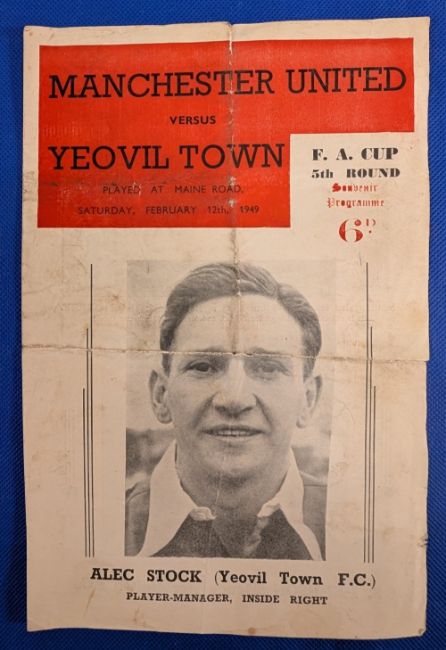 MANCHESTER UNITED
VERSUS
YEOVIL TOWN
PLAYED AT MAINE ROAD,
SATURDAY, FEBRUARY 12th, 1949
F. A. CUP
5th ROUND
Souvenir
Programme
6D.
ALEC STOCK (Yeovil Town F.C.)
PLAYER-MANAGER, INSIDE RIGHT